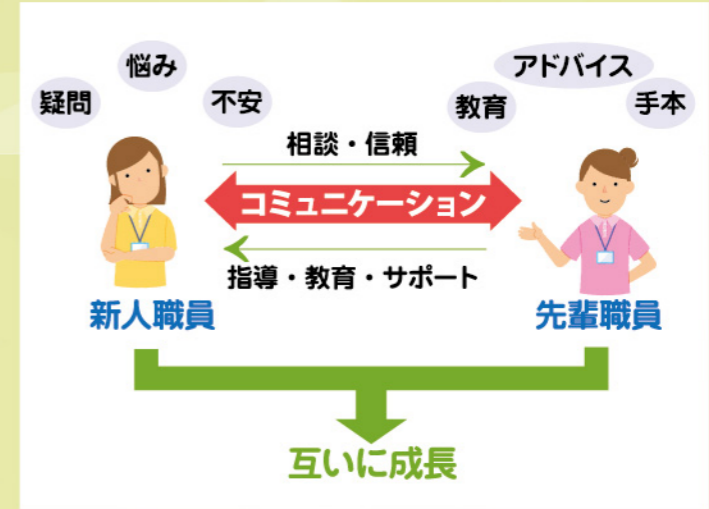 悩み
アドバイス
疑問
不安
教育
手本
相談・信頼
コミュニケーション
指導・教育・サポート
新人職員
先輩職員
互いに成長